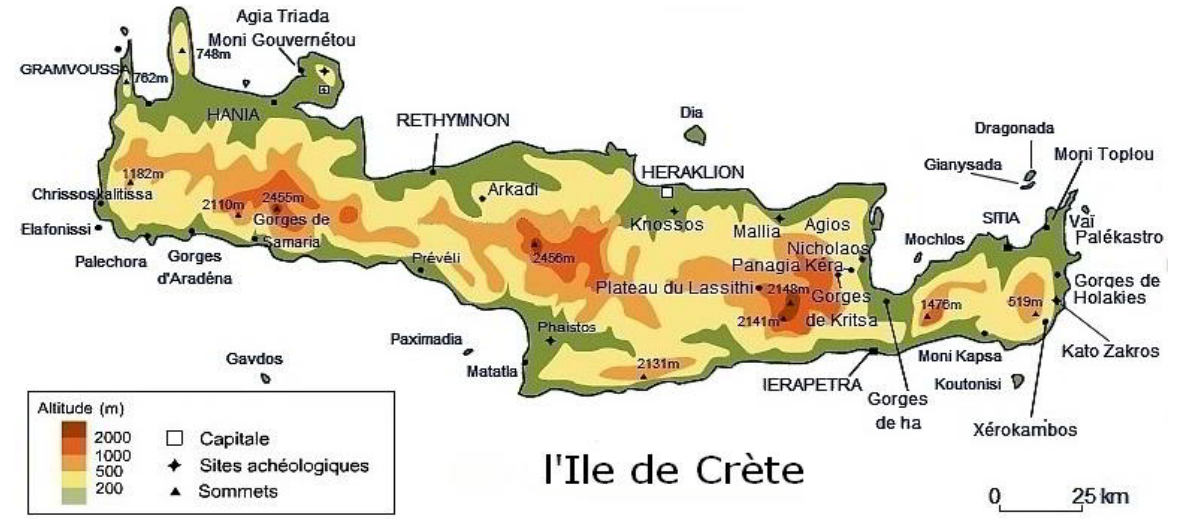 Agia Triada
Moni Gouvernétou
748m
GRAMVOUSSA
762m
HANIA
RETHYMNON
Dia
Dragonada
Moni Toplou
Gianysada
HERAKLION
1182m
Chrissoskalitissa
2110m
2455m
Gorges de
Samaria
Arkadi
Knossos
Mallia
Agios
Nicholaos
SITIA
Vaï
Palékastro
Mochlos
Elafonissi
Palechora
Gorges
d'Aradéna
Prévéli
2456m
Panagia Kéra
Plateau du Lassithi
2148m
Gorges
de Kritsa
2141m
1476m
519m
Gorges de
Holakies
Phaistos
Paximadia
Matatla
Gavdos
2131m
IERAPETRA
Gorges
de ha
Moni Kapsa
Koutonisi
Kato Zakros
Xérokambos
Altitude (m)
2000
1000
500
200
Capitale
Sites achéologiques
Sommets
l'Ile de Crète
0 25 km